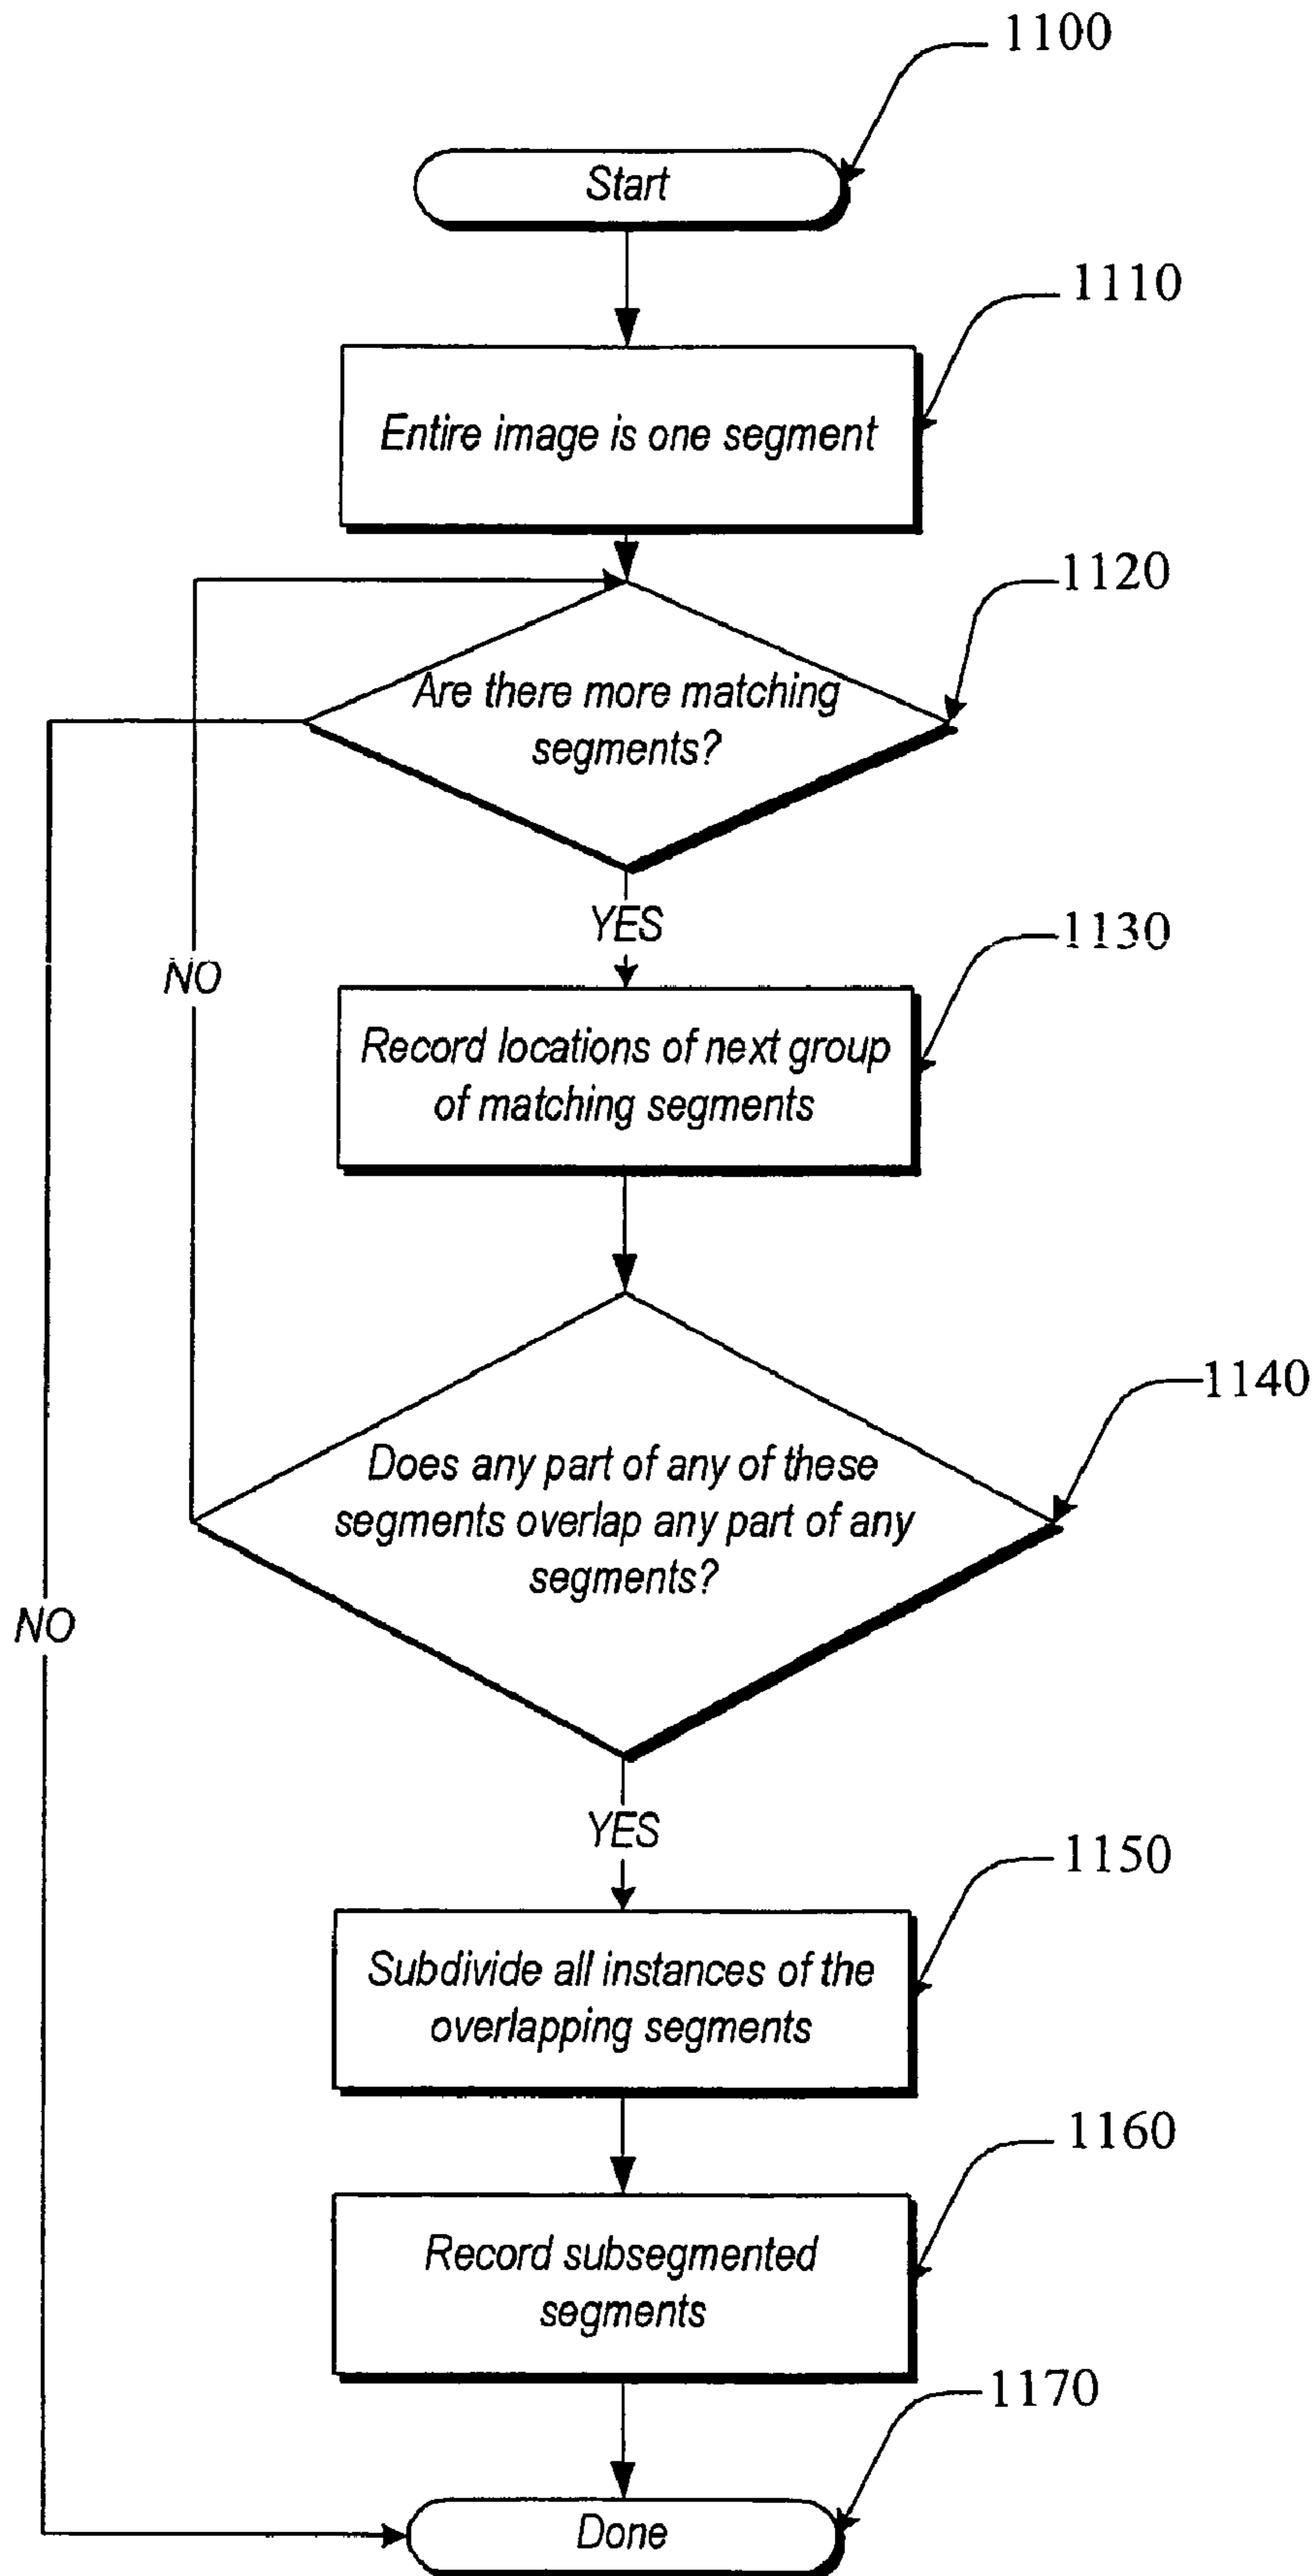 1100
Start
1110
Entire image is one segment
1120
Are there more matching
segments?
YES
1130
NO
Record locations of next group
of matching segments
1140
Does any part of any of these
segments overlap any part of any
segments?
NO
YES
1150
Subdivide all instances of the
overlapping segments
1160
Record subsegmented
segments
1170
Done